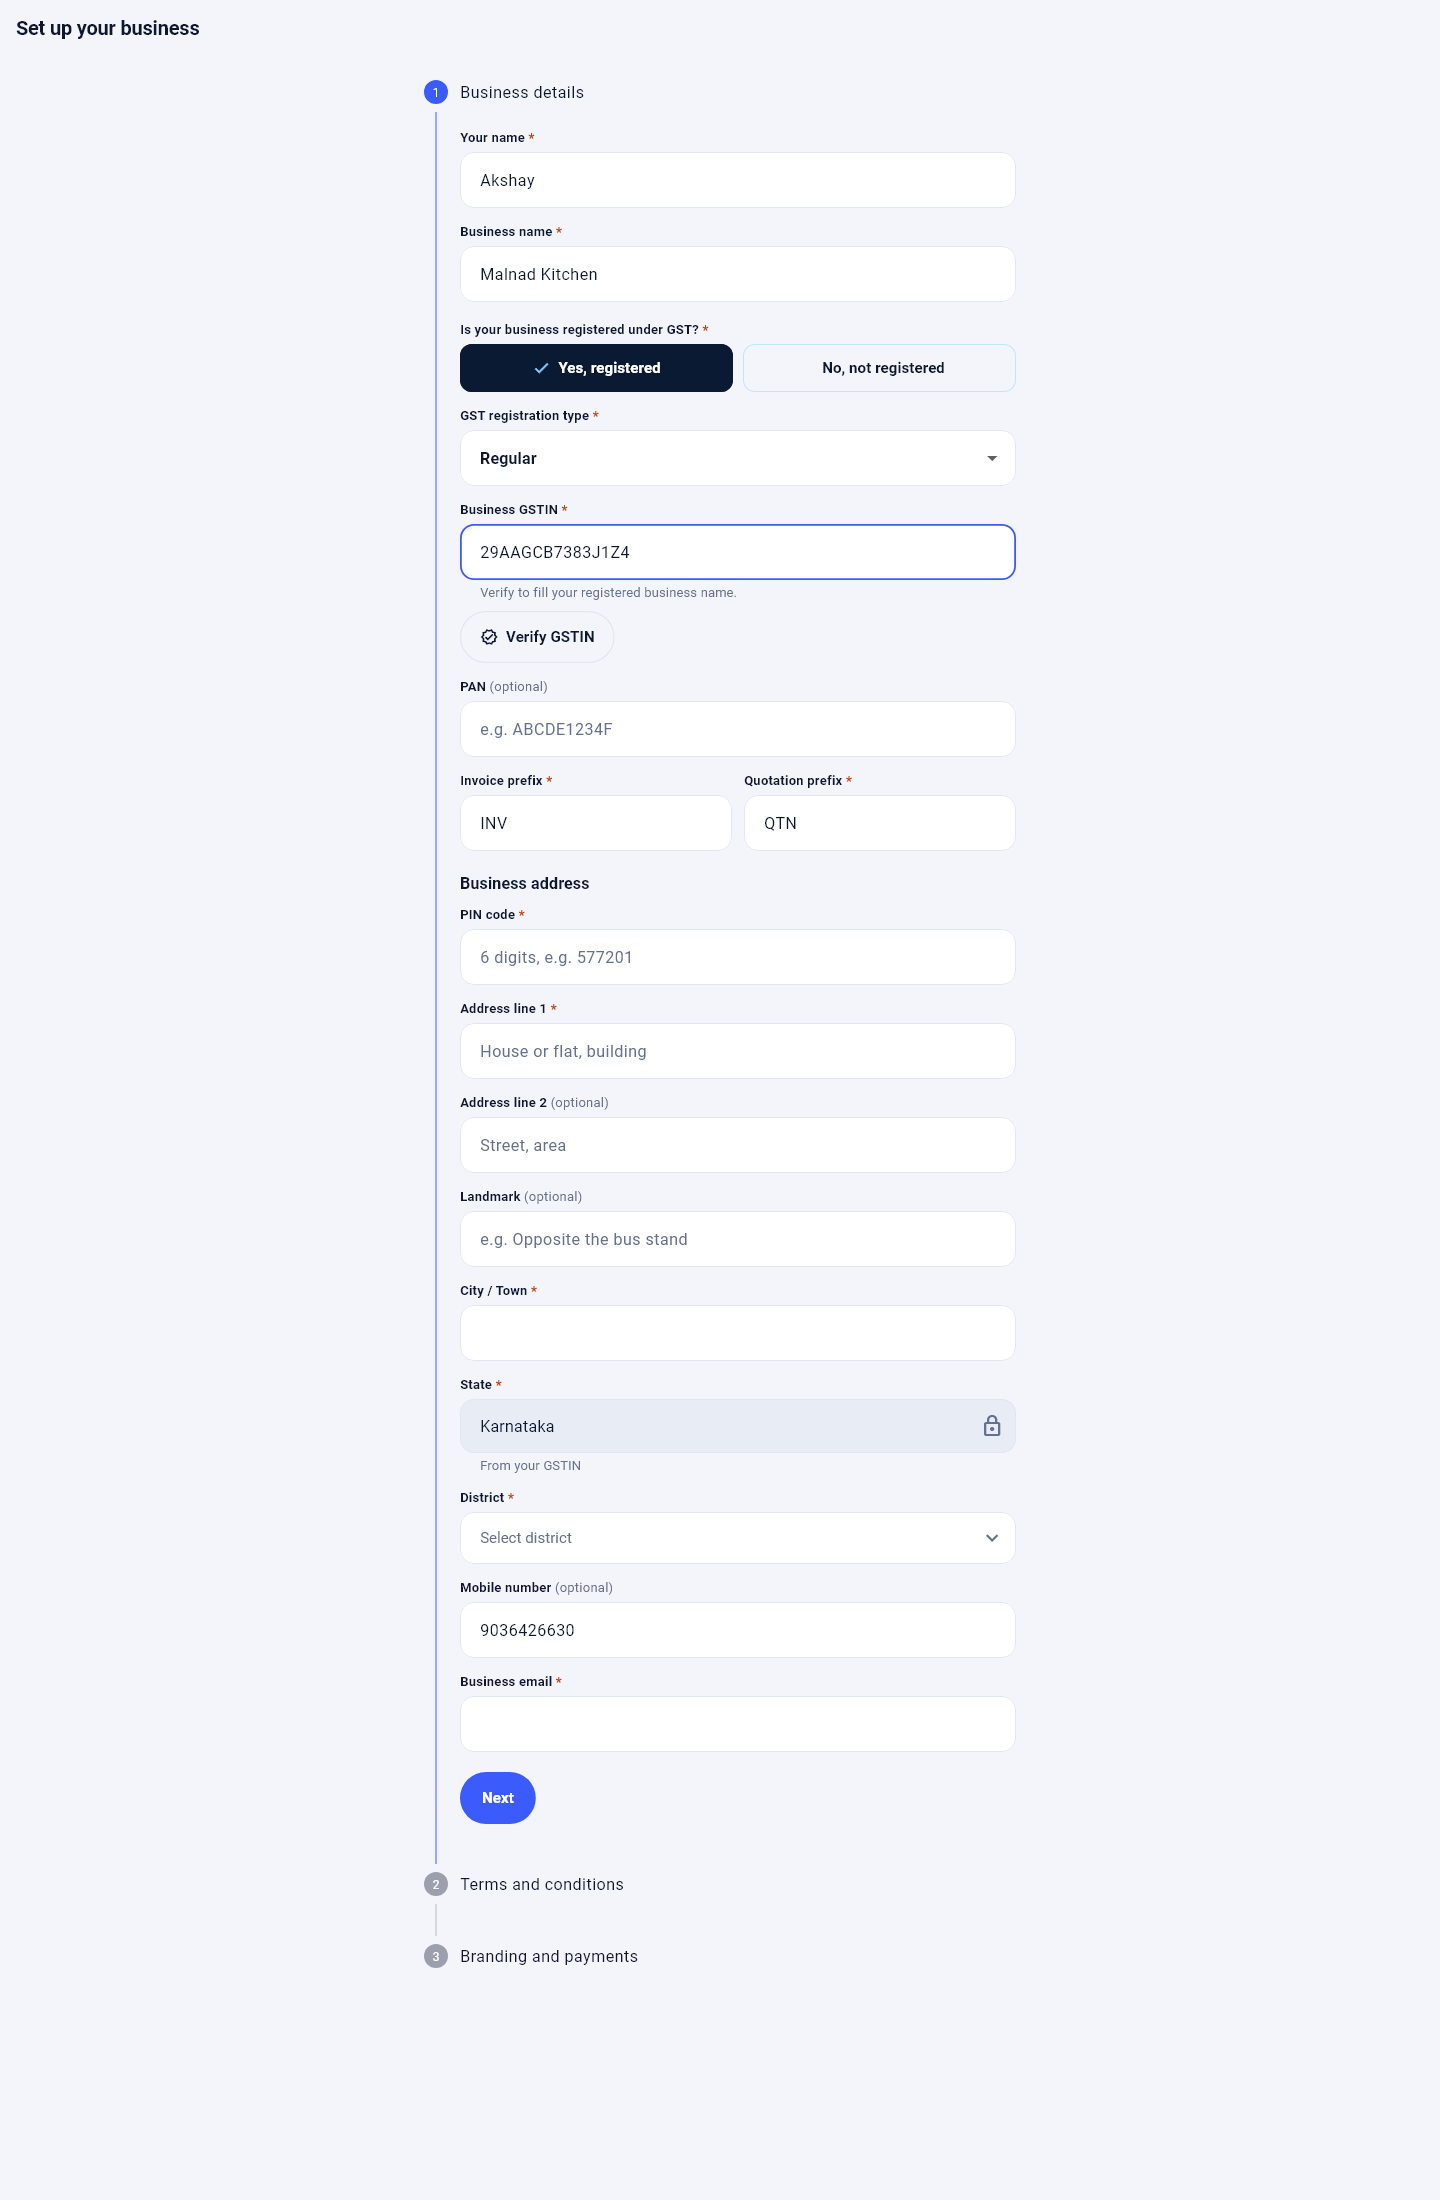 Set up your business
1 Business details
Your name *
Akshay
Business name *
Malnad Kitchen
Is your business registered under GST? *
Yes, registered No, not registered
GST registration type *
Regular
Business GSTIN *
29AAGCB7383J1Z4
Verify to fill your registered business name.
Verify GSTIN
PAN (optional)
e.g. ABCDE1234F
Invoice prefix * Quotation prefix *
INV QTN
Business address
PIN code *
6 digits, e.g. 577201
Address line 1 *
House or flat, building
Address line 2 (optional)
Street, area
Landmark (optional)
e.g. Opposite the bus stand
City / Town *
State *
Karnataka
From your GSTIN
District *
Select district
Mobile number (optional)
9036426630
Business email *
Next
2 Terms and conditions
3 Branding and payments